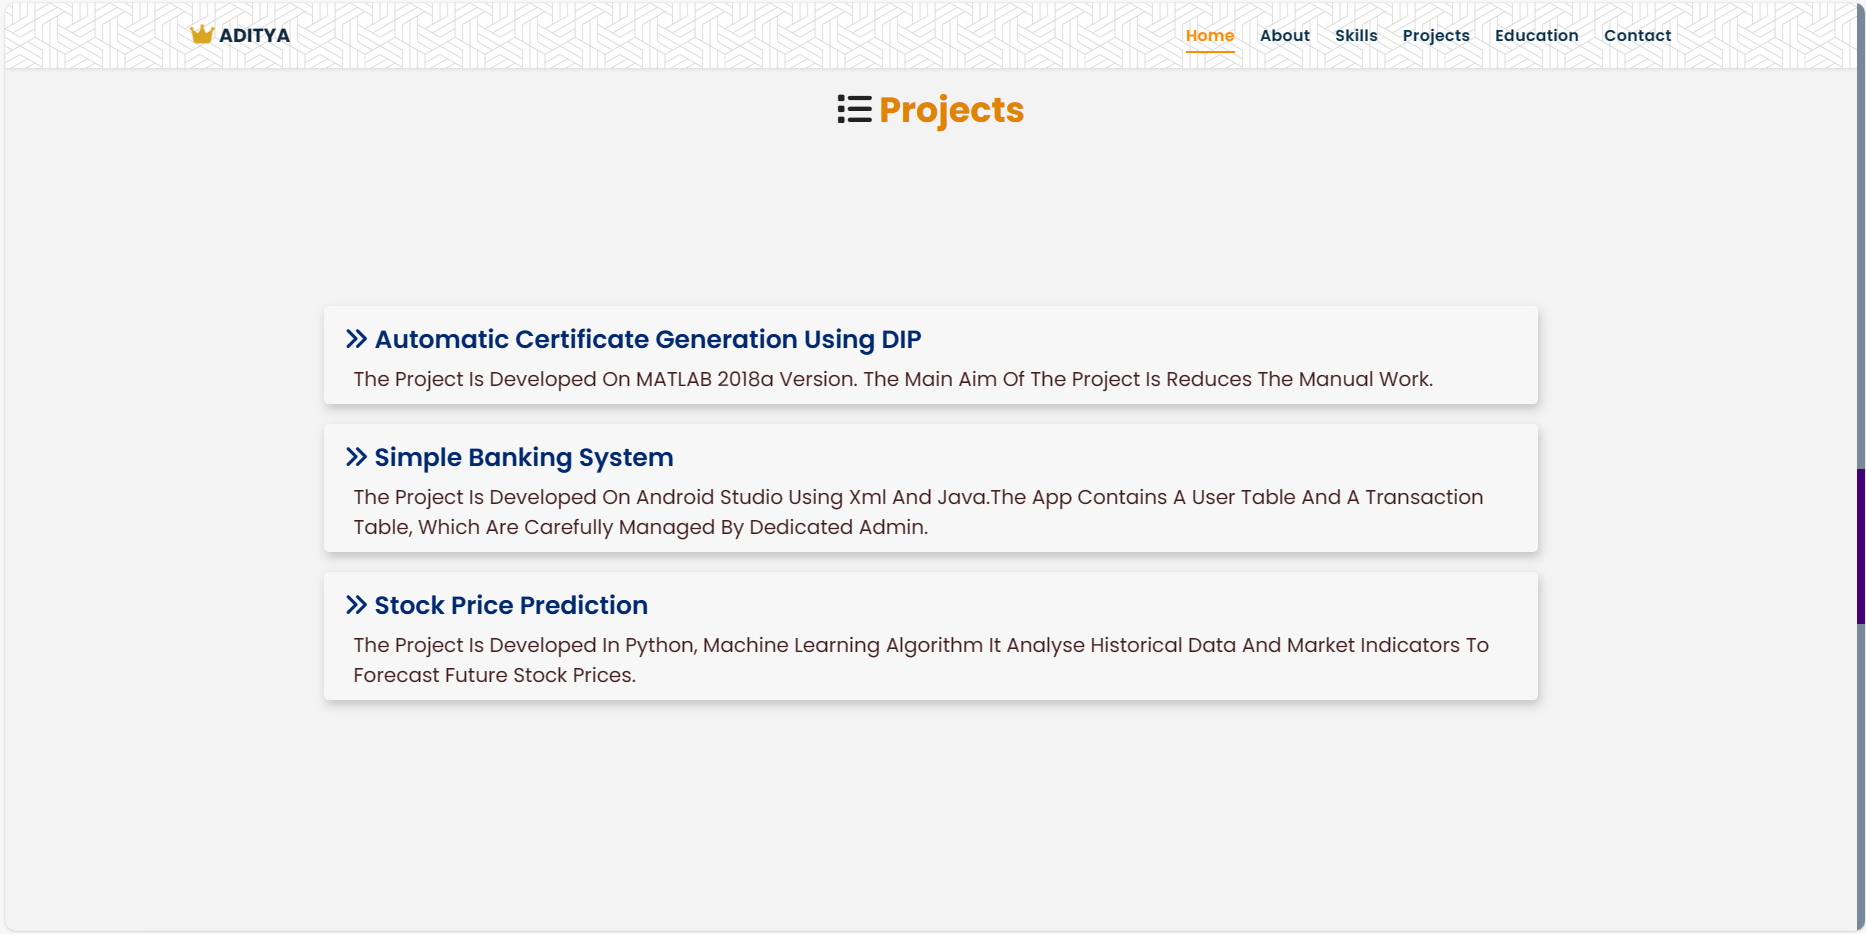 ADITYA
Home About Skills Projects Education Contact
Projects
Automatic Certificate Generation Using DIP
The Project Is Developed On MATLAB 2018a Version. The Main Aim Of The Project Is Reduces The Manual Work.
Simple Banking System
The Project Is Developed On Android Studio Using Xml And Java.The App Contains A User Table And A Transaction
Table, Which Are Carefully Managed By Dedicated Admin.
Stock Price Prediction
The Project Is Developed In Python, Machine Learning Algorithm It Analyse Historical Data And Market Indicators To
Forecast Future Stock Prices.